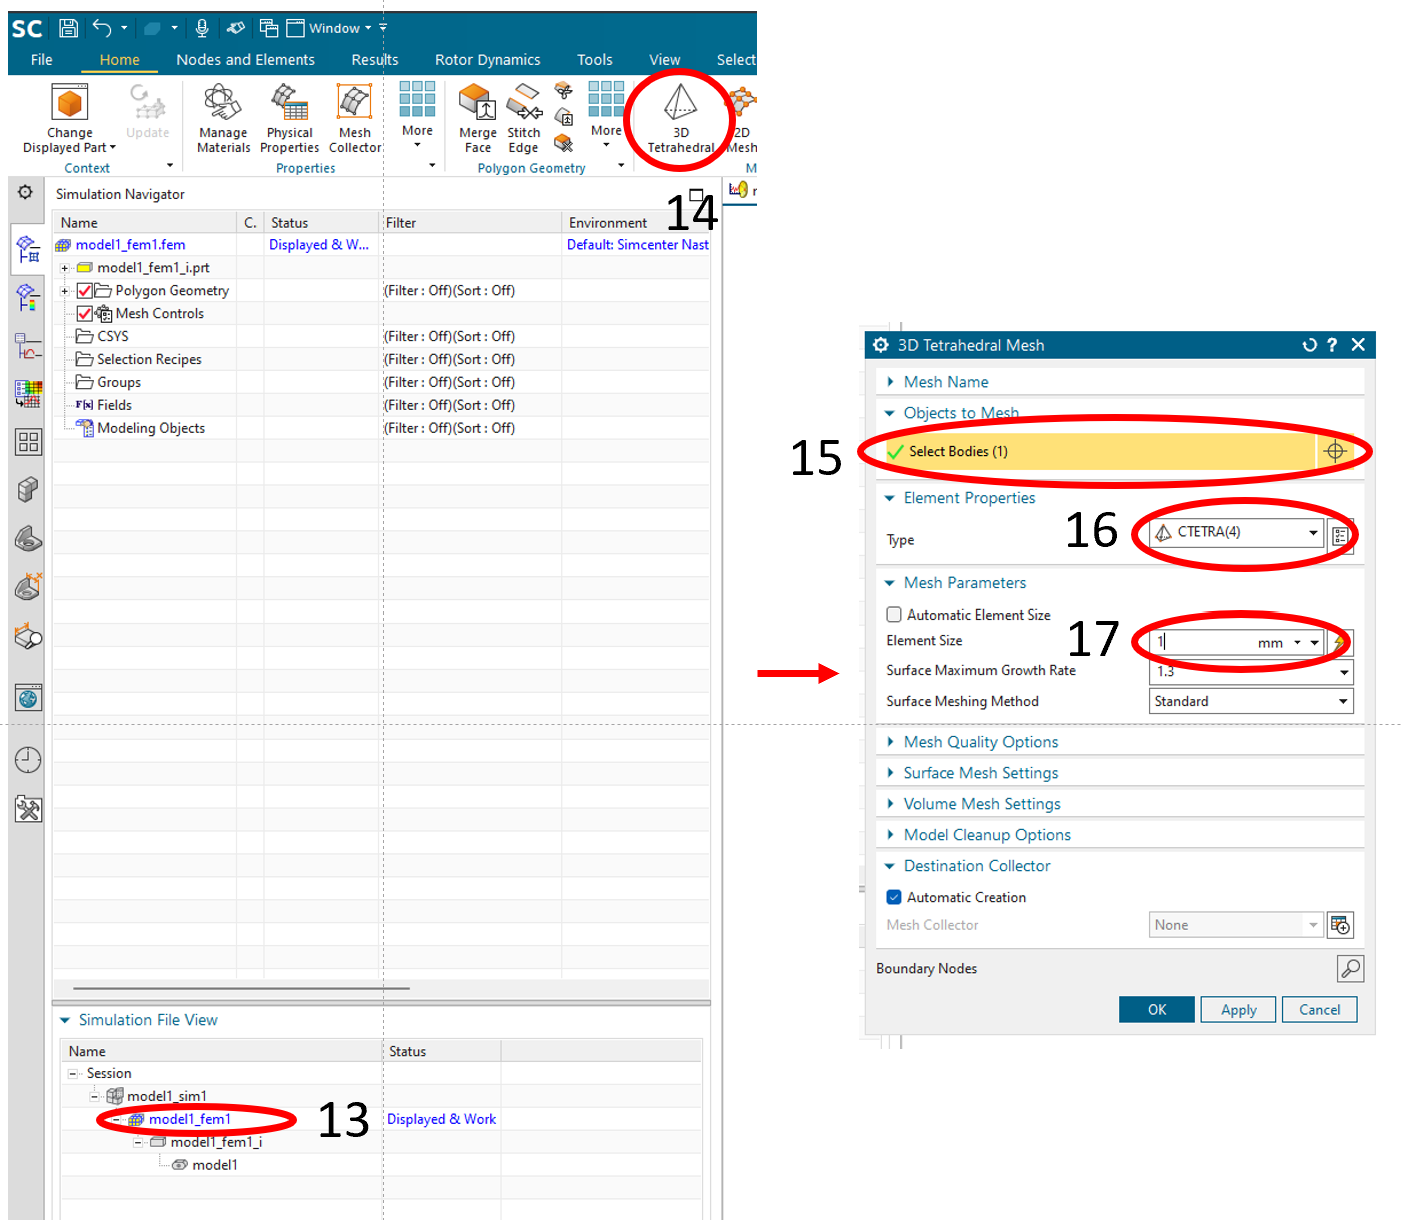 SC Window
File Home Nodes and Elements Results Rotor Dynamics Tools View Select
Change Displayed Part
Update
Manage Materials
Physical Properties
Mesh Collector
More
Merge Face
Stitch Edge
More
3D Tetrahedral
2D Mesh
Context Properties Polygon Geometry M
Simulation Navigator
14
Name C. Status Filter Environment
model1_fem1.fem Displayed & W... Default: Simcenter Nast
model1_fem1_i.prt
Polygon Geometry (Filter : Off)(Sort : Off)
Mesh Controls
CSYS (Filter : Off)(Sort : Off)
Selection Recipes (Filter : Off)(Sort : Off)
Groups (Filter : Off)(Sort : Off)
F(x) Fields (Filter : Off)(Sort : Off)
Modeling Objects (Filter : Off)(Sort : Off)
Simulation File View
Name Status
Session
model1_sim1
model1_fem1 13 Displayed & Work
model1_fem1_i
model1
3D Tetrahedral Mesh
Mesh Name
Objects to Mesh
15 Select Bodies (1)
Element Properties
Type 16 CTETRA(4)
Mesh Parameters
Automatic Element Size
Element Size 17 1 mm
Surface Maximum Growth Rate 1.3
Surface Meshing Method Standard
Mesh Quality Options
Surface Mesh Settings
Volume Mesh Settings
Model Cleanup Options
Destination Collector
Automatic Creation
Mesh Collector None
Boundary Nodes
OK Apply Cancel